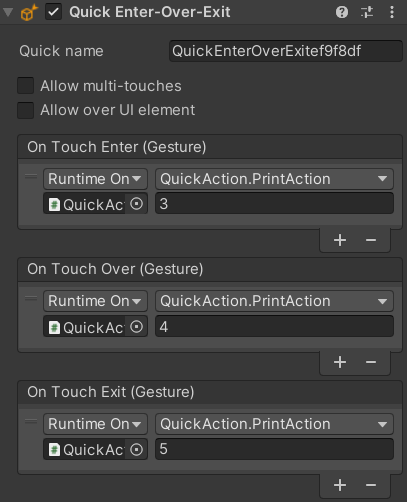 Quick Enter-Over-Exit
Quick name QuickEnterOverExitef9f8df
Allow multi-touches
Allow over UI element
On Touch Enter (Gesture)
Runtime On QuickAction.PrintAction
QuickAc 3
On Touch Over (Gesture)
Runtime On QuickAction.PrintAction
QuickAc 4
On Touch Exit (Gesture)
Runtime On QuickAction.PrintAction
QuickAc 5